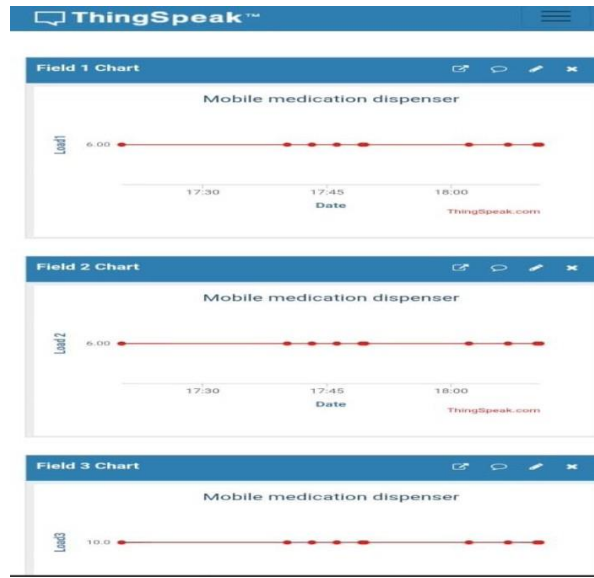 ThingSpeak™
Field 1 Chart
Mobile medication dispenser
Load1
6.00
17:30 17:45 18:00
Date
ThingSpeak.com
Field 2 Chart
Mobile medication dispenser
Load 2
6.00
17:30 17:45 18:00
Date
ThingSpeak.com
Field 3 Chart
Mobile medication dispenser
Load3
10.0